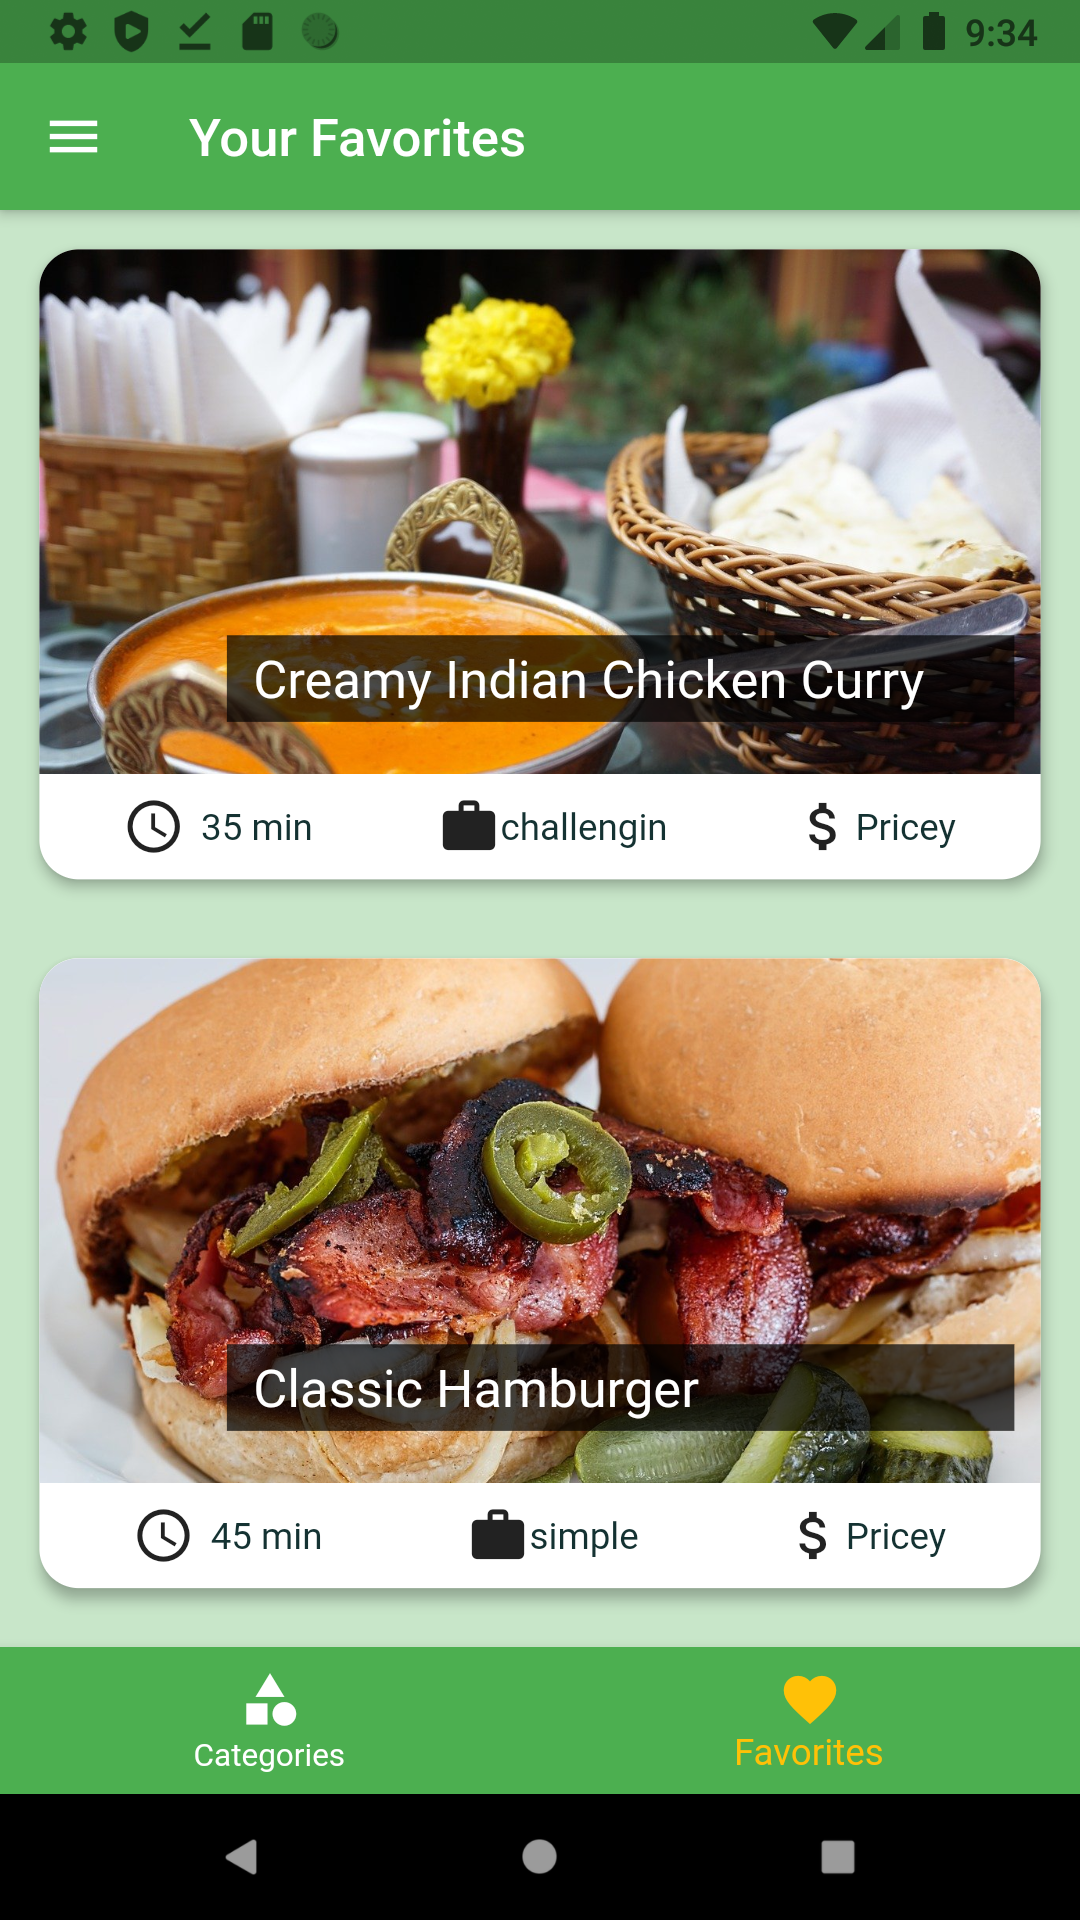 9:34
Your Favorites
Creamy Indian Chicken Curry
35 min challengin Pricey
Classic Hamburger
45 min simple Pricey
Categories Favorites